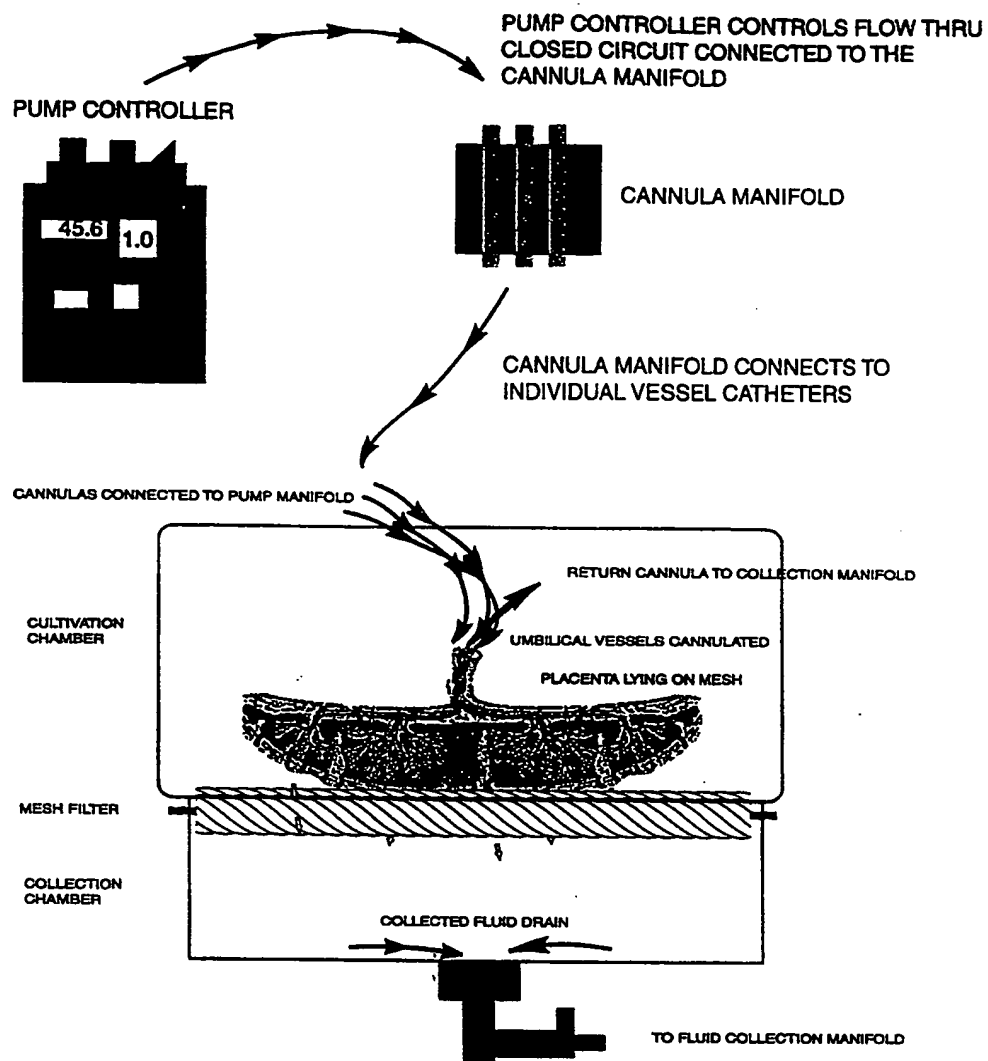 PUMP CONTROLLER CONTROLS FLOW THRU
CLOSED CIRCUIT CONNECTED TO THE
CANNULA MANIFOLD
PUMP CONTROLLER
45.6
1.0
CANNULA MANIFOLD
CANNULA MANIFOLD CONNECTS TO
INDIVIDUAL VESSEL CATHETERS
CANNULAS CONNECTED TO PUMP MANIFOLD
RETURN CANNULA TO COLLECTION MANIFOLD
CULTIVATION
CHAMBER
UMBILICAL VESSELS CANNULATED
PLACENTA LYING ON MESH
MESH FILTER
COLLECTION
CHAMBER
COLLECTED FLUID DRAIN
TO FLUID COLLECTION MANIFOLD